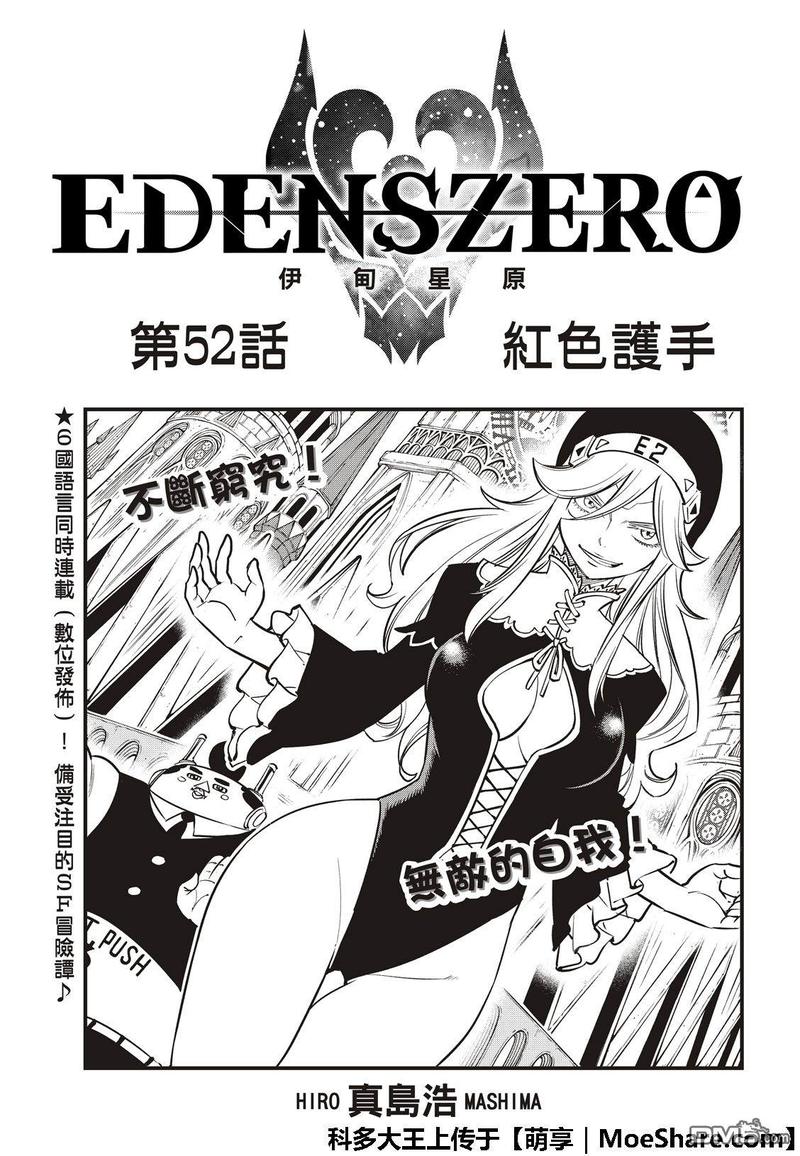 EDENSZERO
伊甸星原
第52話 紅色護手
★6國語言同時連載(數位發佈)! 備受注目的SF冒險譚♪
不斷窮究!
E2
無敵的自我!
T PUSH
HIRO 真島浩 MASHIMA
科多大王上传于【萌享|MoeShare.com】